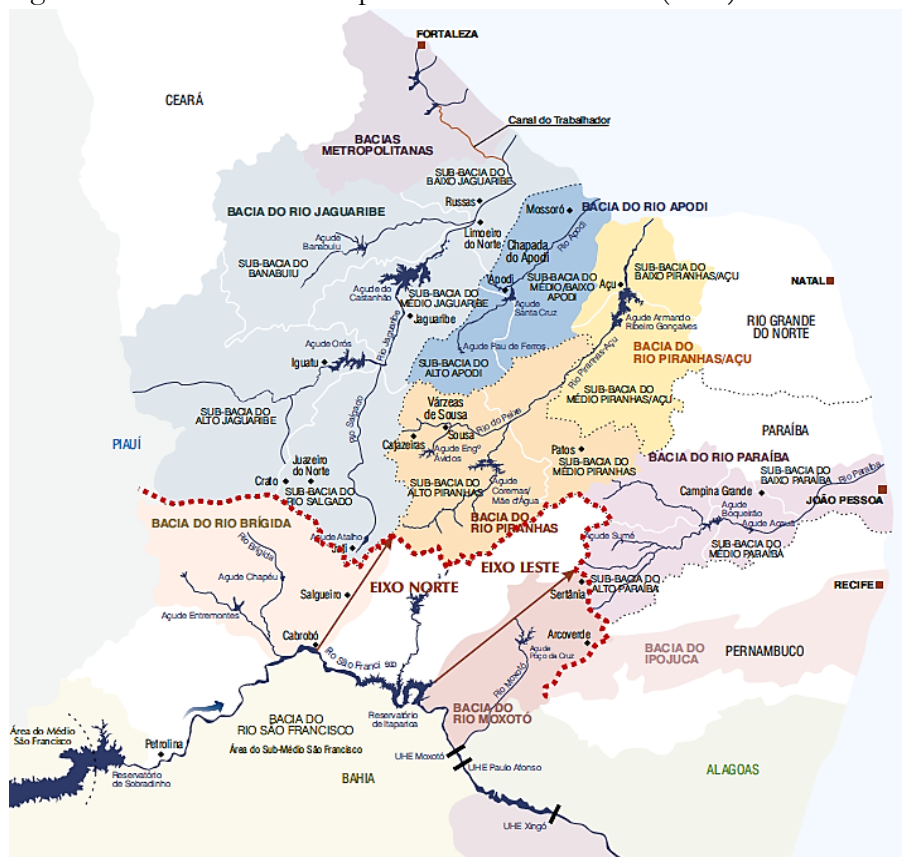 FORTALEZA
CEARÁ
Canal do Trabalhador
BACIAS
METROPOLITANAS
SUB-BACIA DO
BAIXO JAGUARIBE
BACIA DO RIO JAGUARIBE
Russas
Mossoró
BACIA DO RIO APODI
Açude
Banabuiu
Limoeiro
do Norte
Chapada
do Apodi
Rio Apodi
SUB-BACIA DO
BANABUIU
SUB-BACIA DO
BAIXO PIRANHAS/AÇU
Açude do
Castanhão
SUB-BACIA DO
MÉDIO JAGUARIBE
Apodi
SUB-BACIA DO
MÉDIO/BAIXO
APODI
Açu
NATAL
Açude
Santa Cruz
Jaguaribe
Rio Jaguaribe
Açude Armando
Ribeiro Gonçalves
RIO GRANDE
DO NORTE
Açude Orós
Iguatu
Açude Pau de Ferros
SUB-BACIA DO
ALTO APODI
BACIA DO
RIO PIRANHAS/AÇU
Rio Piranhas-Açu
SUB-BACIA DO
MÉDIO PIRANHAS/AÇU
Rio Salgado
SUB-BACIA DO
ALTO JAGUARIBE
Várzeas
de Sousa
Sousa
Rio do Peixe
Cajazeiras
PARAÍBA
PIAUÍ
Açude Engº
Ávidos
Patos
SUB-BACIA DO
MÉDIO PIRANHAS
BACIA DO RIO PARAÍBA
SUB-BACIA DO
BAIXO PARAÍBA
Rio Paraíba
Juazeiro
do Norte
Crato
SUB-BACIA DO
RIO SALGADO
SUB-BACIA DO
ALTO PIRANHAS
Açude
Coremas/
Mãe d'Água
Campina Grande
JOÃO PESSOA
BACIA DO RIO BRÍGIDA
BACIA DO
RIO PIRANHAS
Açude
Boqueirão
Açude Acauã
Açude Atalho
Jati
Açude Sumé
SUB-BACIA DO
MÉDIO PARAÍBA
Rio Brígida
EIXO LESTE
Açude Chapéu
EIXO NORTE
SUB-BACIA DO
ALTO PARAÍBA
RECIFE
Salgueiro
Sertânia
Açude Entremontes
Cabrobó
Arcoverde
Açude
Poço da Cruz
BACIA DO
IPOJUCA
PERNAMBUCO
Rio São Francisco
Rio Moxotó
BACIA DO
RIO MOXOTÓ
Reservatório
de Itaparica
BACIA DO
RIO SÃO FRANCISCO
Área do Médio
São Francisco
Petrolina
Área do Sub-Médio São Francisco
UHE Moxotó
UHE Paulo Afonso
Reservatório
de Sobradinho
BAHIA
ALAGOAS
UHE Xingó